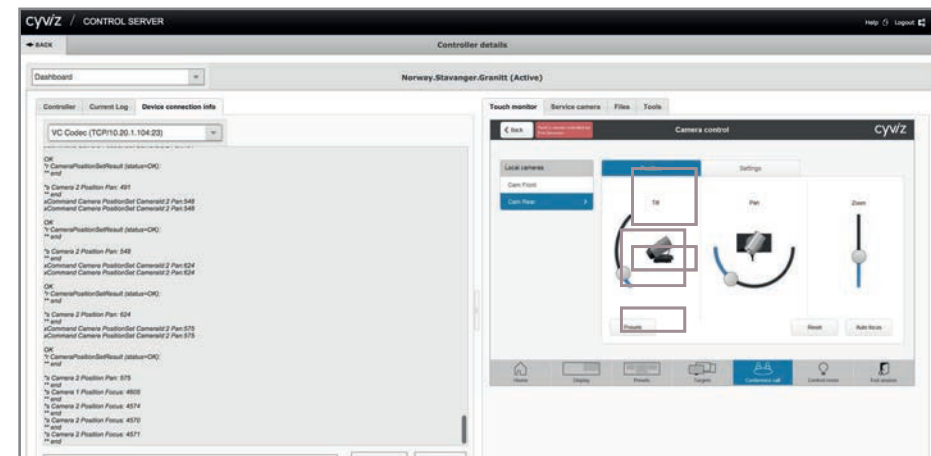 cyviz / CONTROL SERVER
Help Logout
BACK
Controller details
Dashboard
Norway.Stavanger.Granitt (Active)
Controller Current Log Device connection info
VC Codec (TCP/10.20.1.104:23)
OK
*r CameraPositionSetResult (status=OK):
** end
*s Camera 2 Position Pan: 491
** end
xCommand Camera PositionSet CameraId:2 Pan:548
xCommand Camera PositionSet CameraId:2 Pan:548
OK
*r CameraPositionSetResult (status=OK):
** end
*s Camera 2 Position Pan: 548
** end
xCommand Camera PositionSet CameraId:2 Pan:624
xCommand Camera PositionSet CameraId:2 Pan:624
OK
*r CameraPositionSetResult (status=OK):
** end
*s Camera 2 Position Pan: 624
** end
xCommand Camera PositionSet CameraId:2 Pan:575
xCommand Camera PositionSet CameraId:2 Pan:575
OK
*r CameraPositionSetResult (status=OK):
** end
*s Camera 2 Position Pan: 575
*s Camera 1 Position Focus: 4605
*s Camera 2 Position Focus: 4574
** end
*s Camera 2 Position Focus: 4570
** end
*s Camera 2 Position Focus: 4571
** end
Touch monitor Service camera Files Tools
Back
Camera control
cyviz
Local cameras
Position Settings
Cam Front
Cam Rear
Tilt Pan Zoom
Presets Reset Auto focus
Home Display Presets Targets Conference call Control room End session